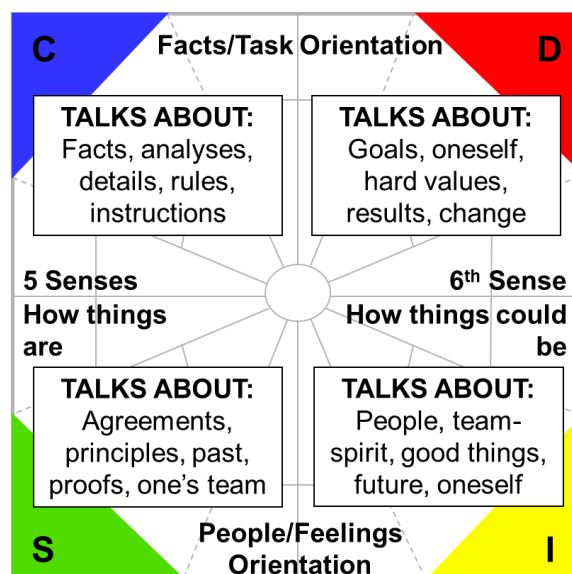 C
Facts/Task Orientation
D
TALKS ABOUT:
Facts, analyses,
details, rules,
instructions
TALKS ABOUT:
Goals, oneself,
hard values,
results, change
5 Senses
How things
are
6th Sense
How things could
be
TALKS ABOUT:
Agreements,
principles, past,
proofs, one's team
TALKS ABOUT:
People, team-
spirit, good things,
future, oneself
S
People/Feelings
Orientation
I